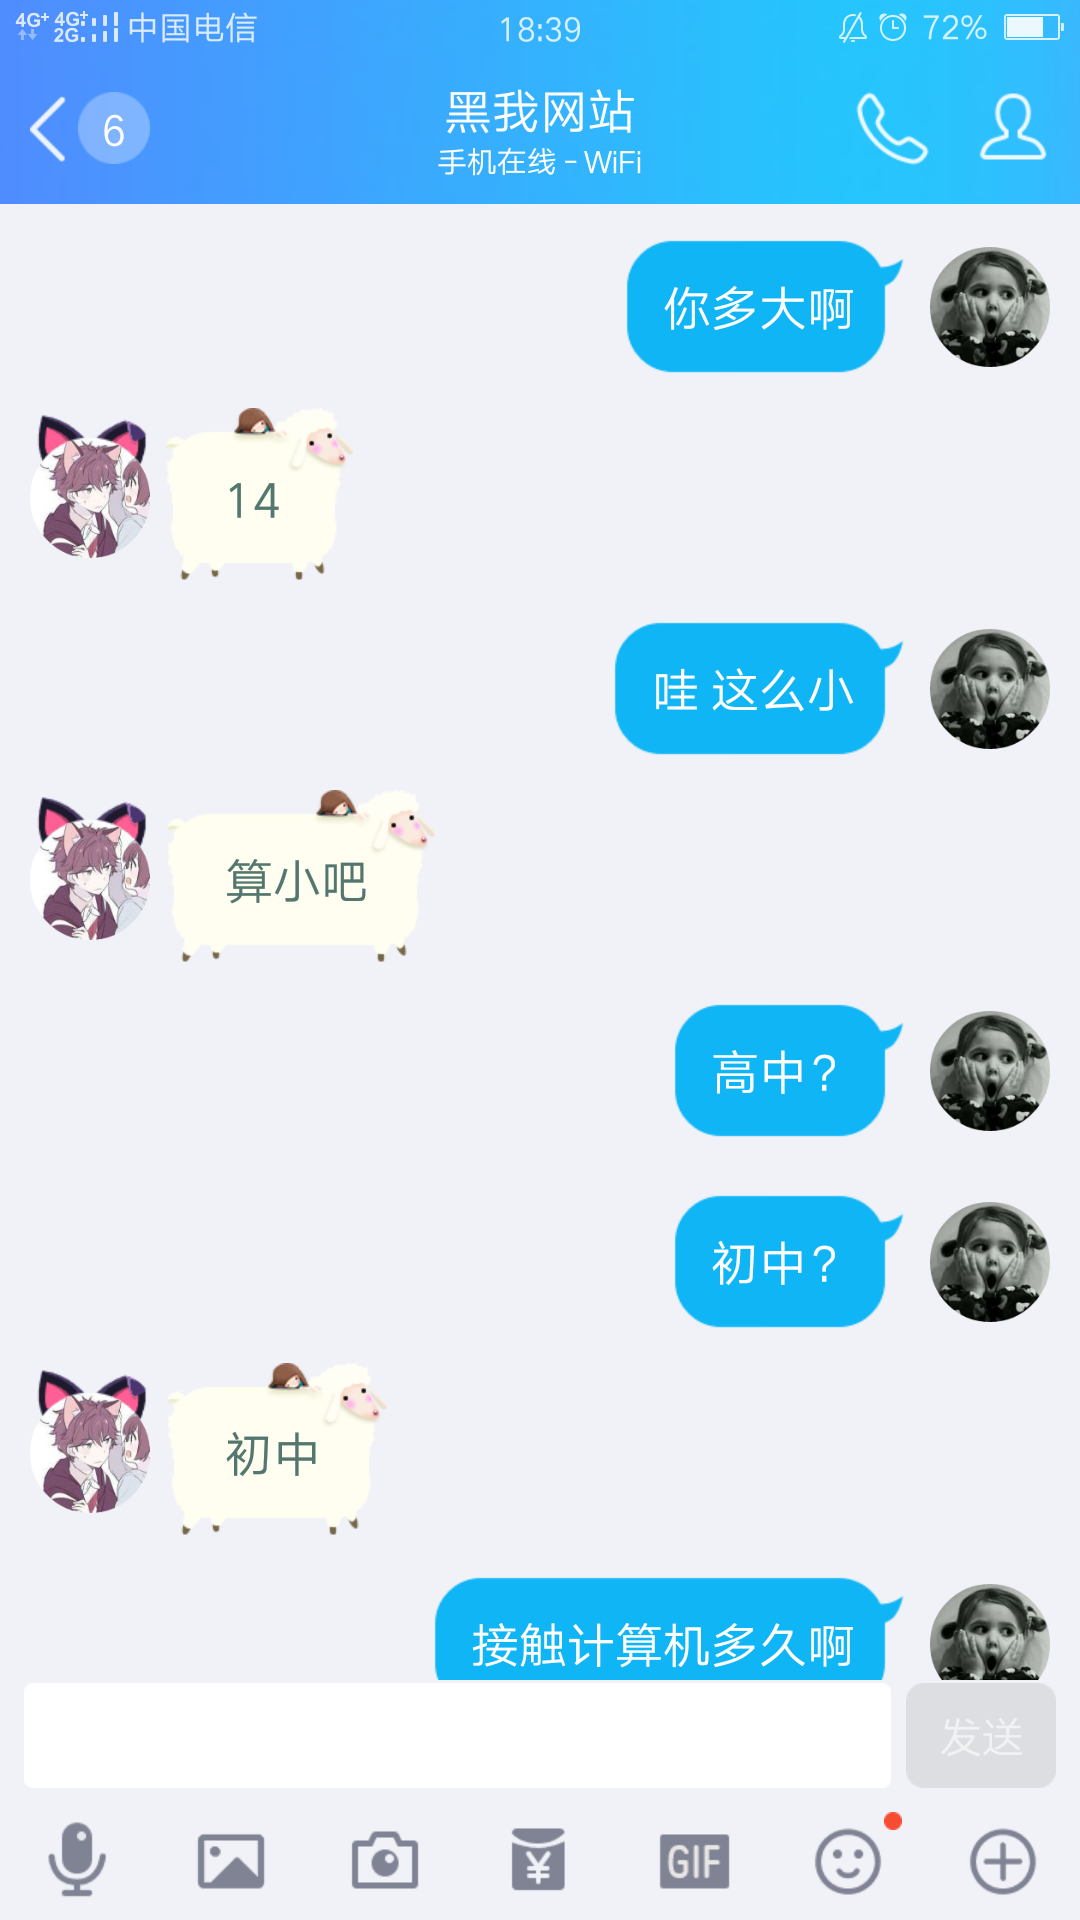 4G+ 4G+ 2G 中国电信 18:39 72%
6
黑我网站
手机在线 - WiFi
你多大啊
14
哇 这么小
算小吧
高中?
初中?
初中
接触计算机多久啊
发送
¥ GIF